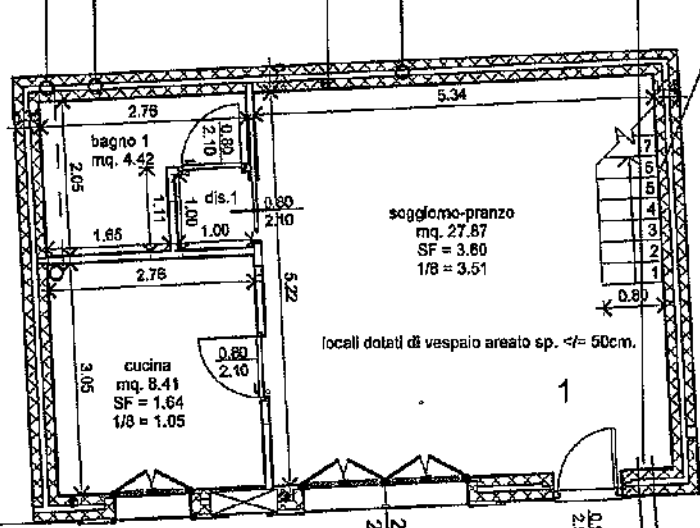 2.76
5.34
bagno 1
mq. 4.42
0.80
2.10
2.05
dis.1
1.11
1.00
1.00
1.65
0.80
2.10
soggiorno-pranzo
mq. 27.87
SF = 3.60
1/8 = 3.51
7
6
5
4
3
2
1
0.80
2.76
5.22
locali dotati di vespaio areato sp. </= 50cm.
0.80
2.10
3.05
cucina
mq. 8.41
SF = 1.64
1/8 = 1.05
1